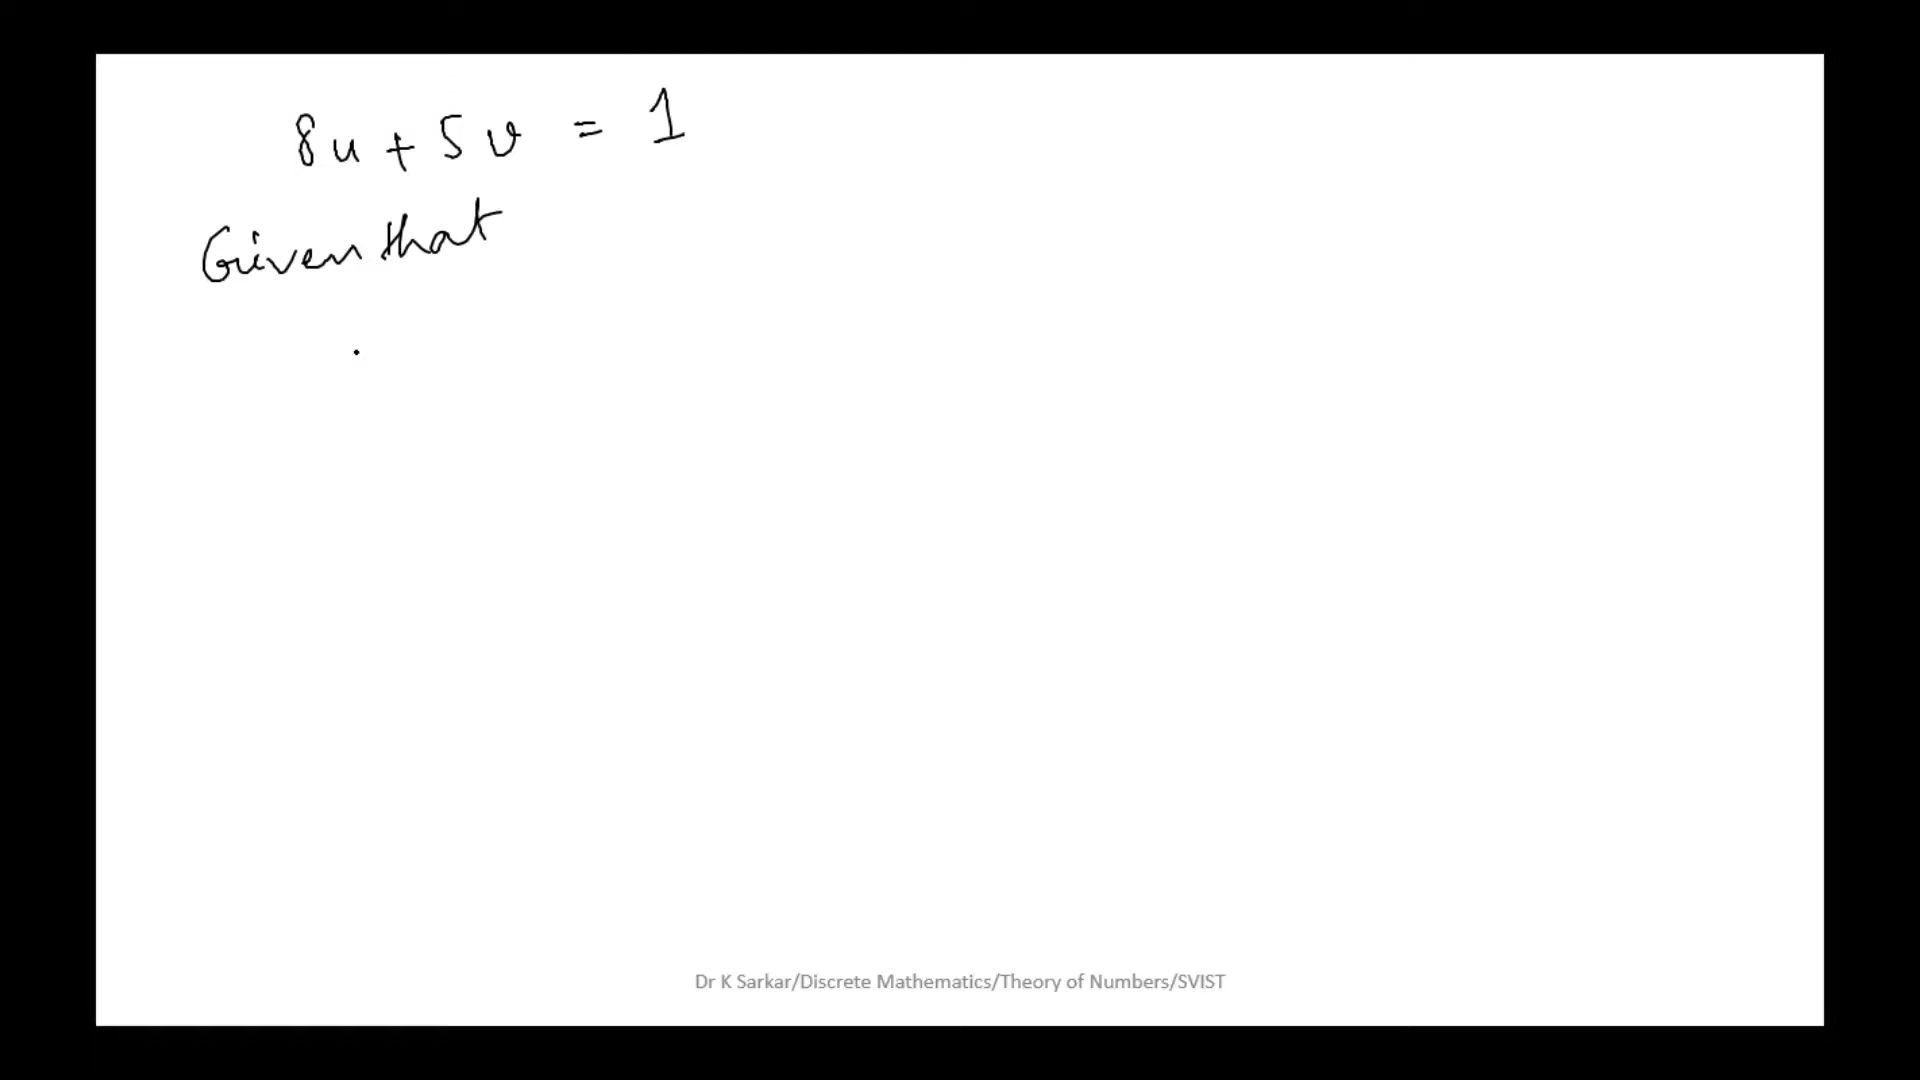 8u + 5v = 1
Given that
.
Dr K Sarkar/Discrete Mathematics/Theory of Numbers/SVIST